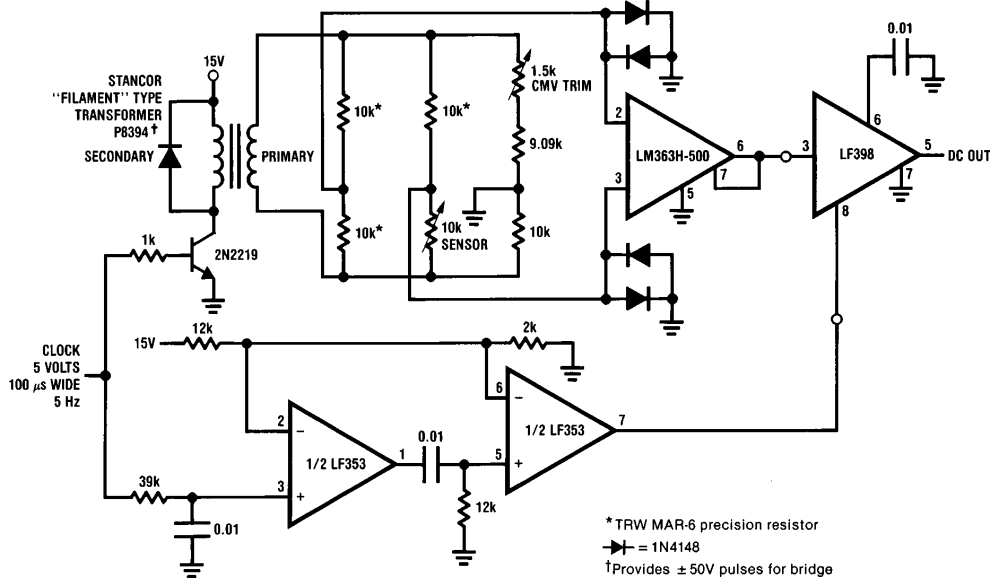 15V
STANCOR
"FILAMENT" TYPE
TRANSFORMER
P8394†
SECONDARY
PRIMARY
10k*
10k*
1.5k
CMV TRIM
9.09k
10k*
10k
SENSOR
10k
2
3
LM363H-500
6
7
5
0.01
6
3
LF398
5
DC OUT
7
8
1k
2N2219
15V
12k
2k
CLOCK
5 VOLTS
100 µs WIDE
5 Hz
2
−
1/2 LF353
3
+
1
0.01
6
−
1/2 LF353
5
+
7
39k
0.01
12k
*TRW MAR-6 precision resistor
= 1N4148
†Provides ±50V pulses for bridge